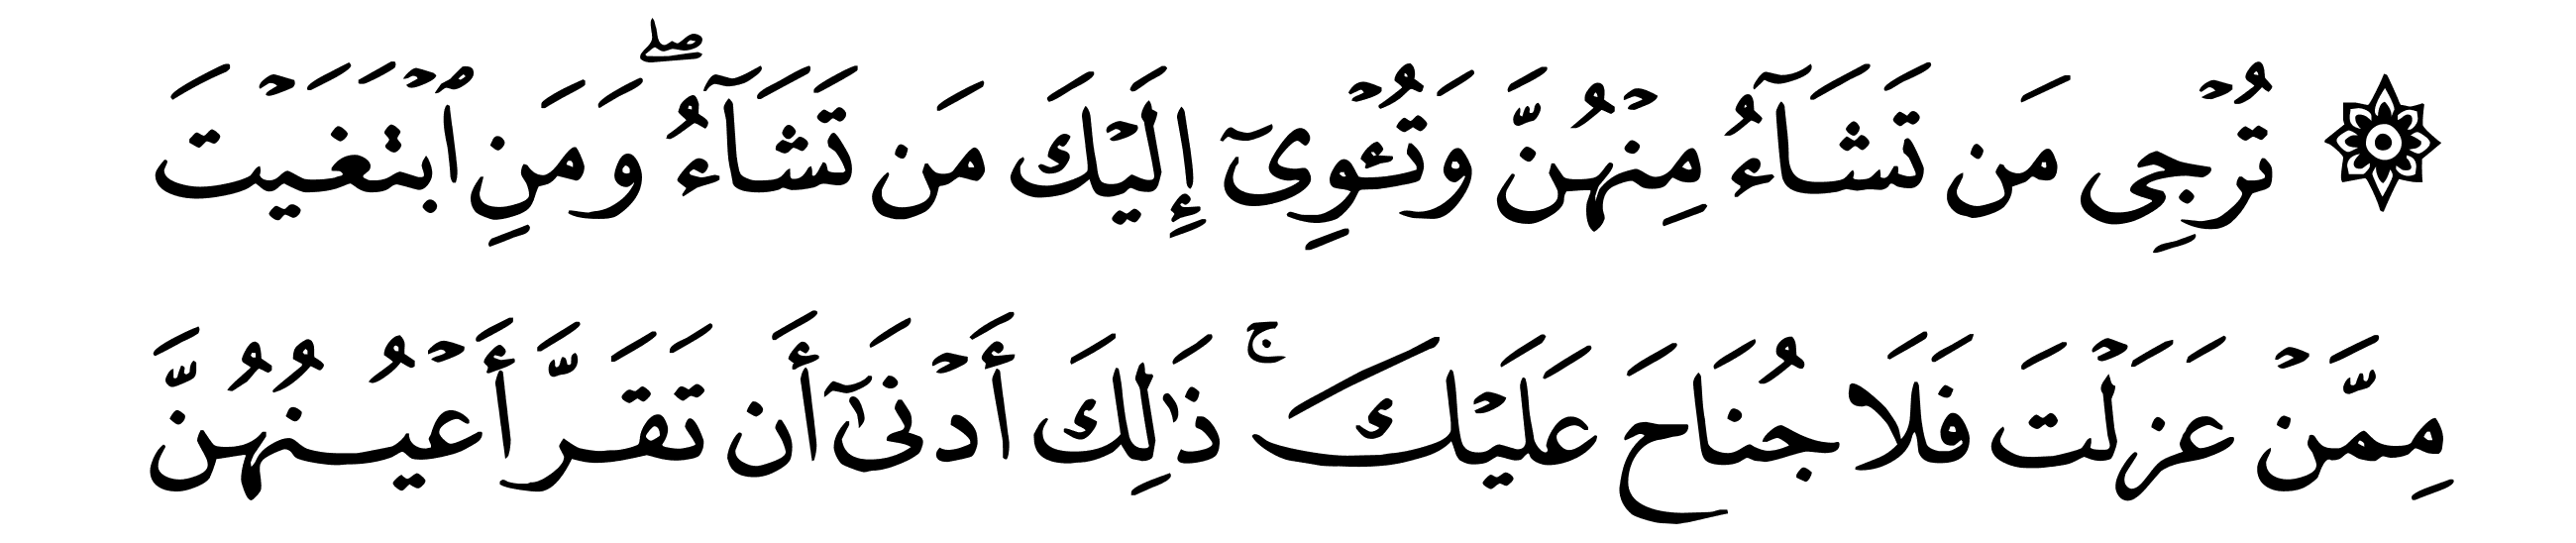 ۞ تُرۡجِي مَن تَشَآءُ مِنۡهُنَّ وَتُـٔۡوِيٓ إِلَيۡكَ مَن تَشَآءُۖ وَمَنِ ٱبۡتَغَيۡتَ
مِمَّنۡ عَزَلۡتَ فَلَا جُنَاحَ عَلَيۡكَۚ ذَٰلِكَ أَدۡنَىٰٓ أَن تَقَرَّ أَعۡيُنُهُنَّ